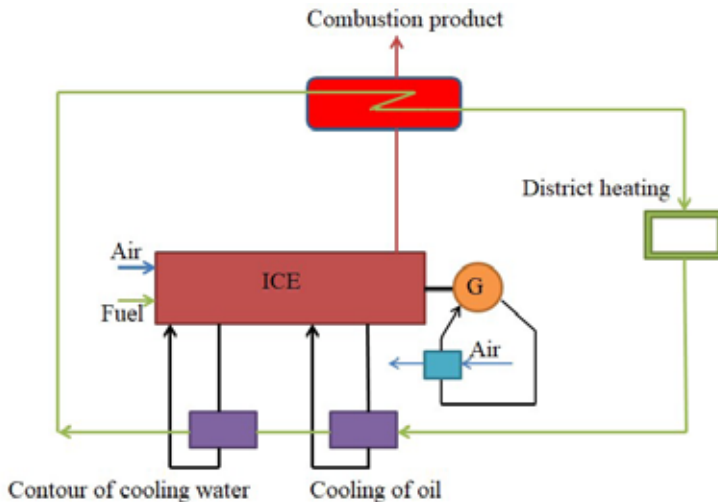 Combustion product
District heating
Air
ICE
G
Fuel
Air
Contour of cooling water
Cooling of oil